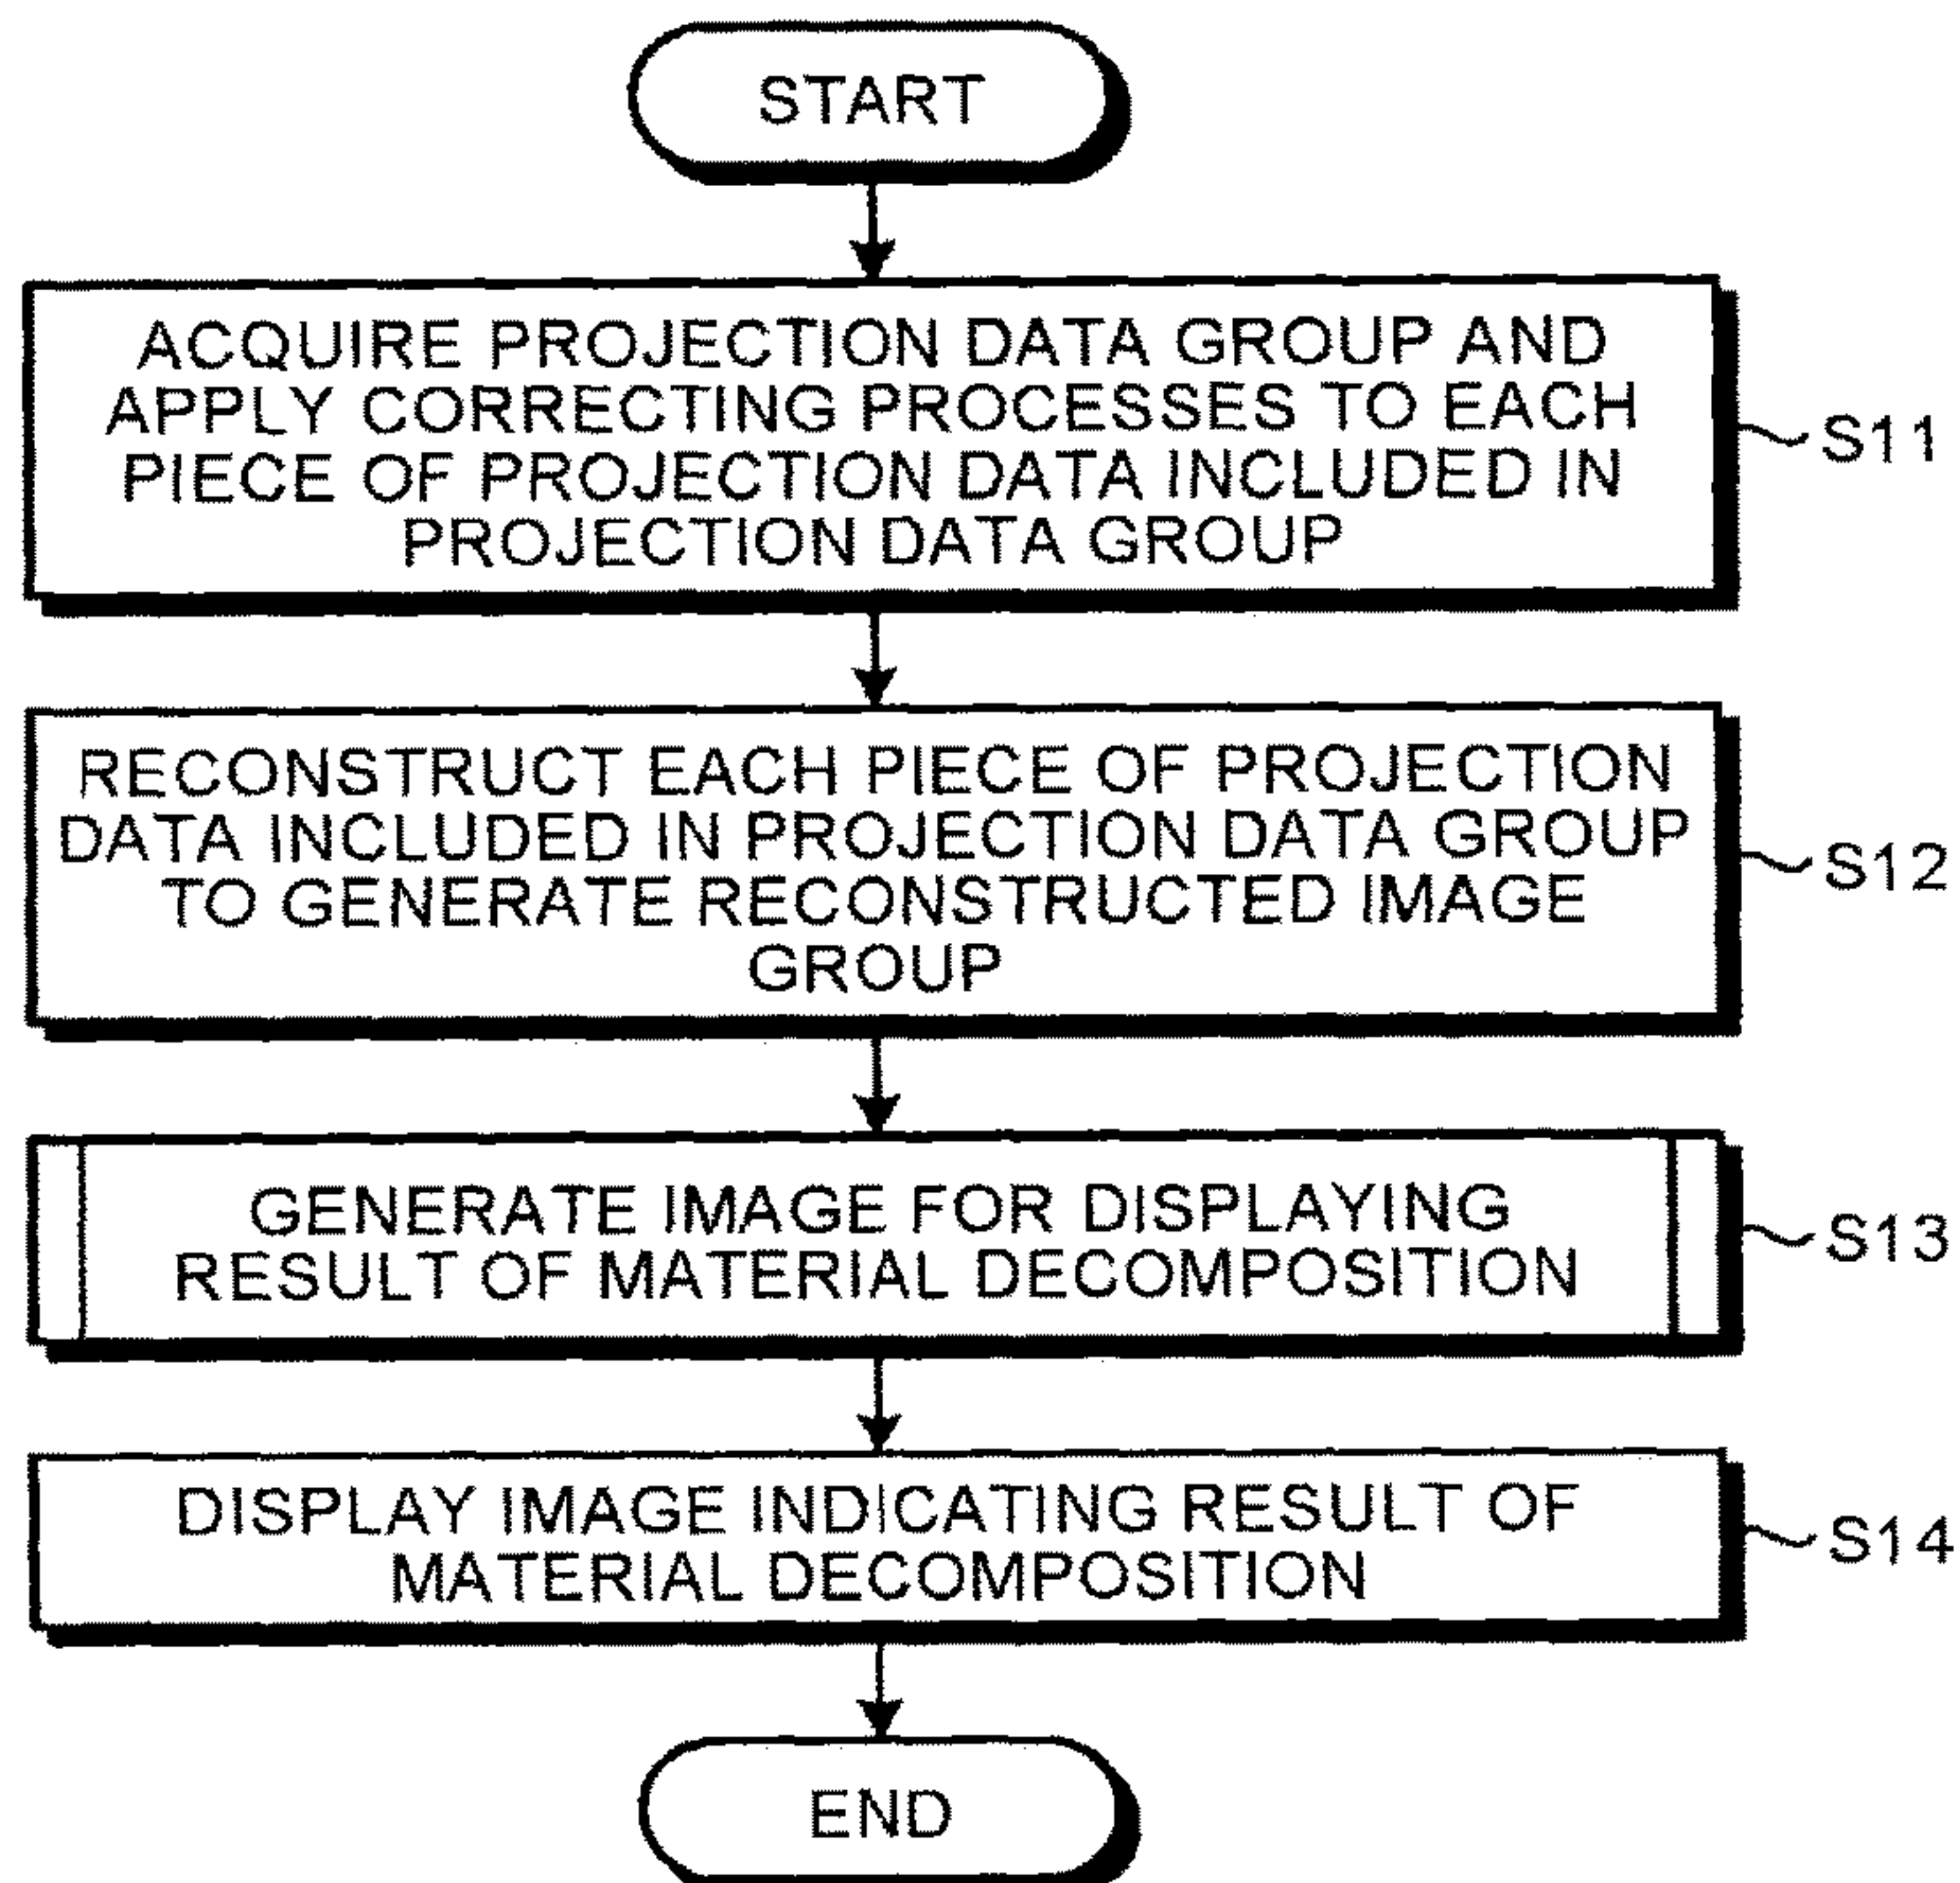 START
ACQUIRE PROJECTION DATA GROUP AND
APPLY CORRECTING PROCESSES TO EACH
PIECE OF PROJECTION DATA INCLUDED IN
PROJECTION DATA GROUP
S11
RECONSTRUCT EACH PIECE OF PROJECTION
DATA INCLUDED IN PROJECTION DATA GROUP
TO GENERATE RECONSTRUCTED IMAGE
GROUP
S12
GENERATE IMAGE FOR DISPLAYING
RESULT OF MATERIAL DECOMPOSITION
S13
DISPLAY IMAGE INDICATING RESULT OF
MATERIAL DECOMPOSITION
S14
END